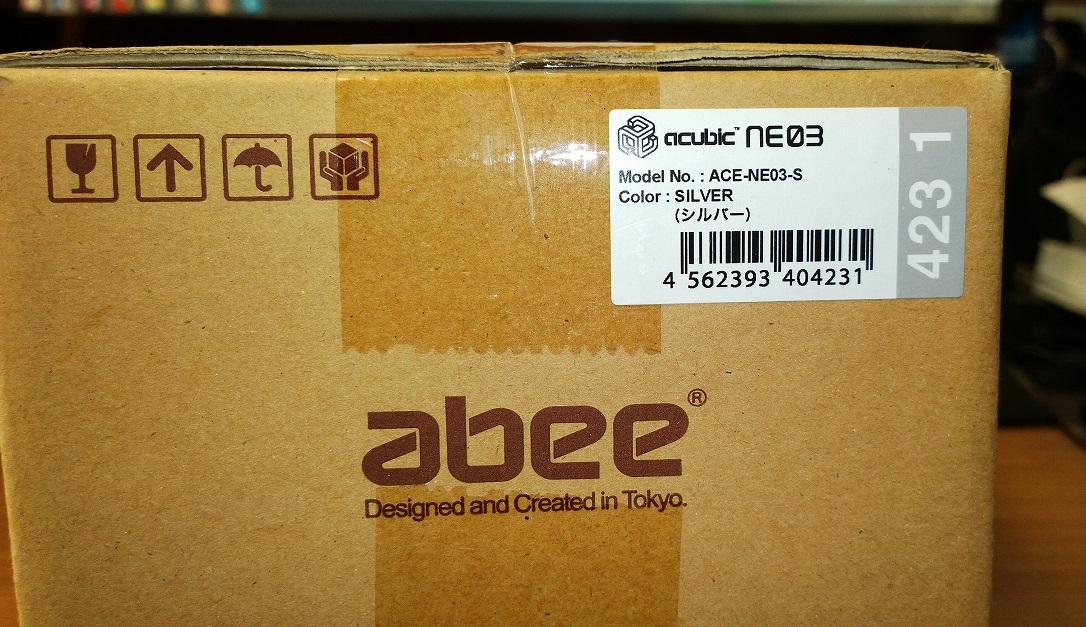 acubic™ NE03
Model No. : ACE-NE03-S
Color : SILVER
(シルバー)
4 562393 404231
423 1
abee®
Designed and Created in Tokyo.